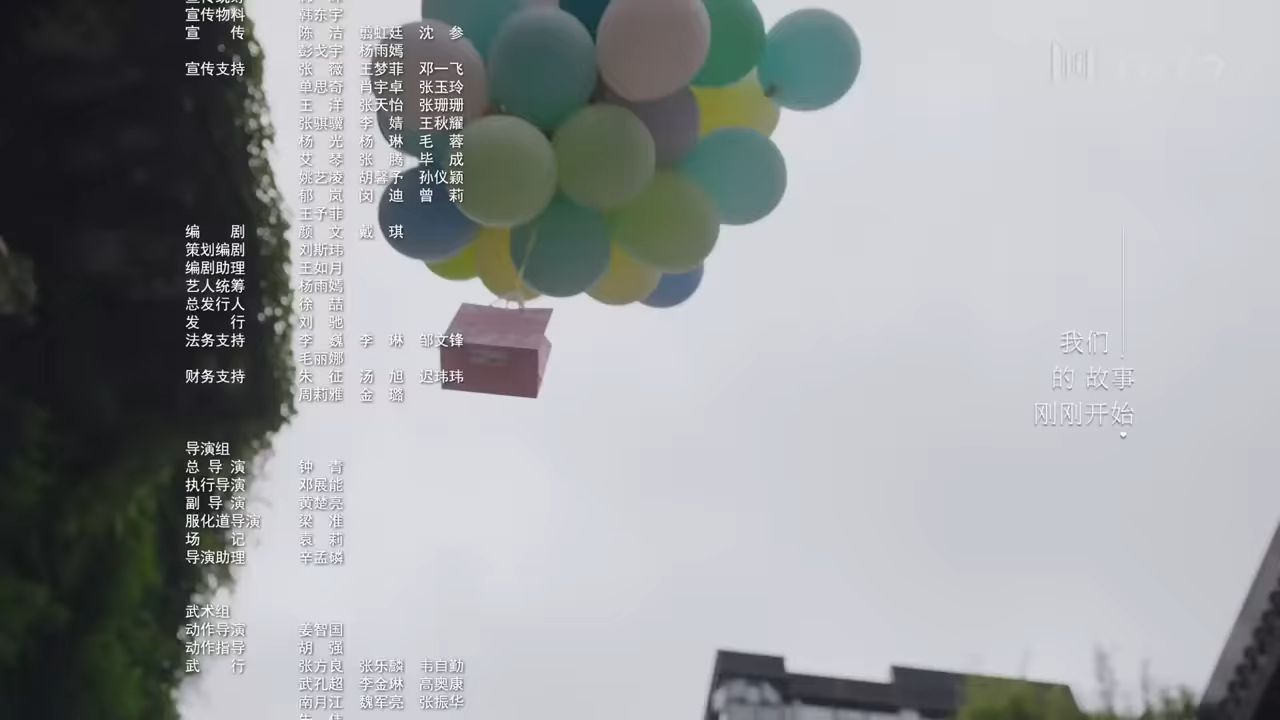 宣传物料 韩东宇
宣 传 陈 洁 翦虹廷 沈 参
彭戈宇 杨雨嫣
宣传支持 张 薇 王梦菲 邓一飞
单思奇 肖宇卓 张玉玲
王 洋 张天怡 张珊珊
张骐骥 李 婧 王秋耀
杨 光 杨 琳 毛 蓉
艾 琴 张 腾 毕 成
姚艺凌 胡馨予 孙仪颖
郁 岚 闵 迪 曾 莉
王予菲
编 剧 颜 文 戴 琪
策划编剧 刘斯玮
编剧助理 王如月
艺人统筹 杨雨嫣
总发行人 徐 喆
发 行 刘 驰
法务支持 李 巍 李 琳 邹文锋
毛丽娜
财务支持 朱 征 汤 旭 迟玮玮
周莉雅 金 璐
我们
的 故事
刚刚开始
导演组
总 导 演 钟 青
执行导演 邓展能
副 导 演 黄楚亮
服化道导演 梁 淮
场 记 袁 莉
导演助理 辛孟磷
武术组
动作导演 姜智国
动作指导 胡 强
武 行 张方良 张乐麟 韦自勤
武孔超 李金琳 高奥康
南月江 魏军亮 张振华